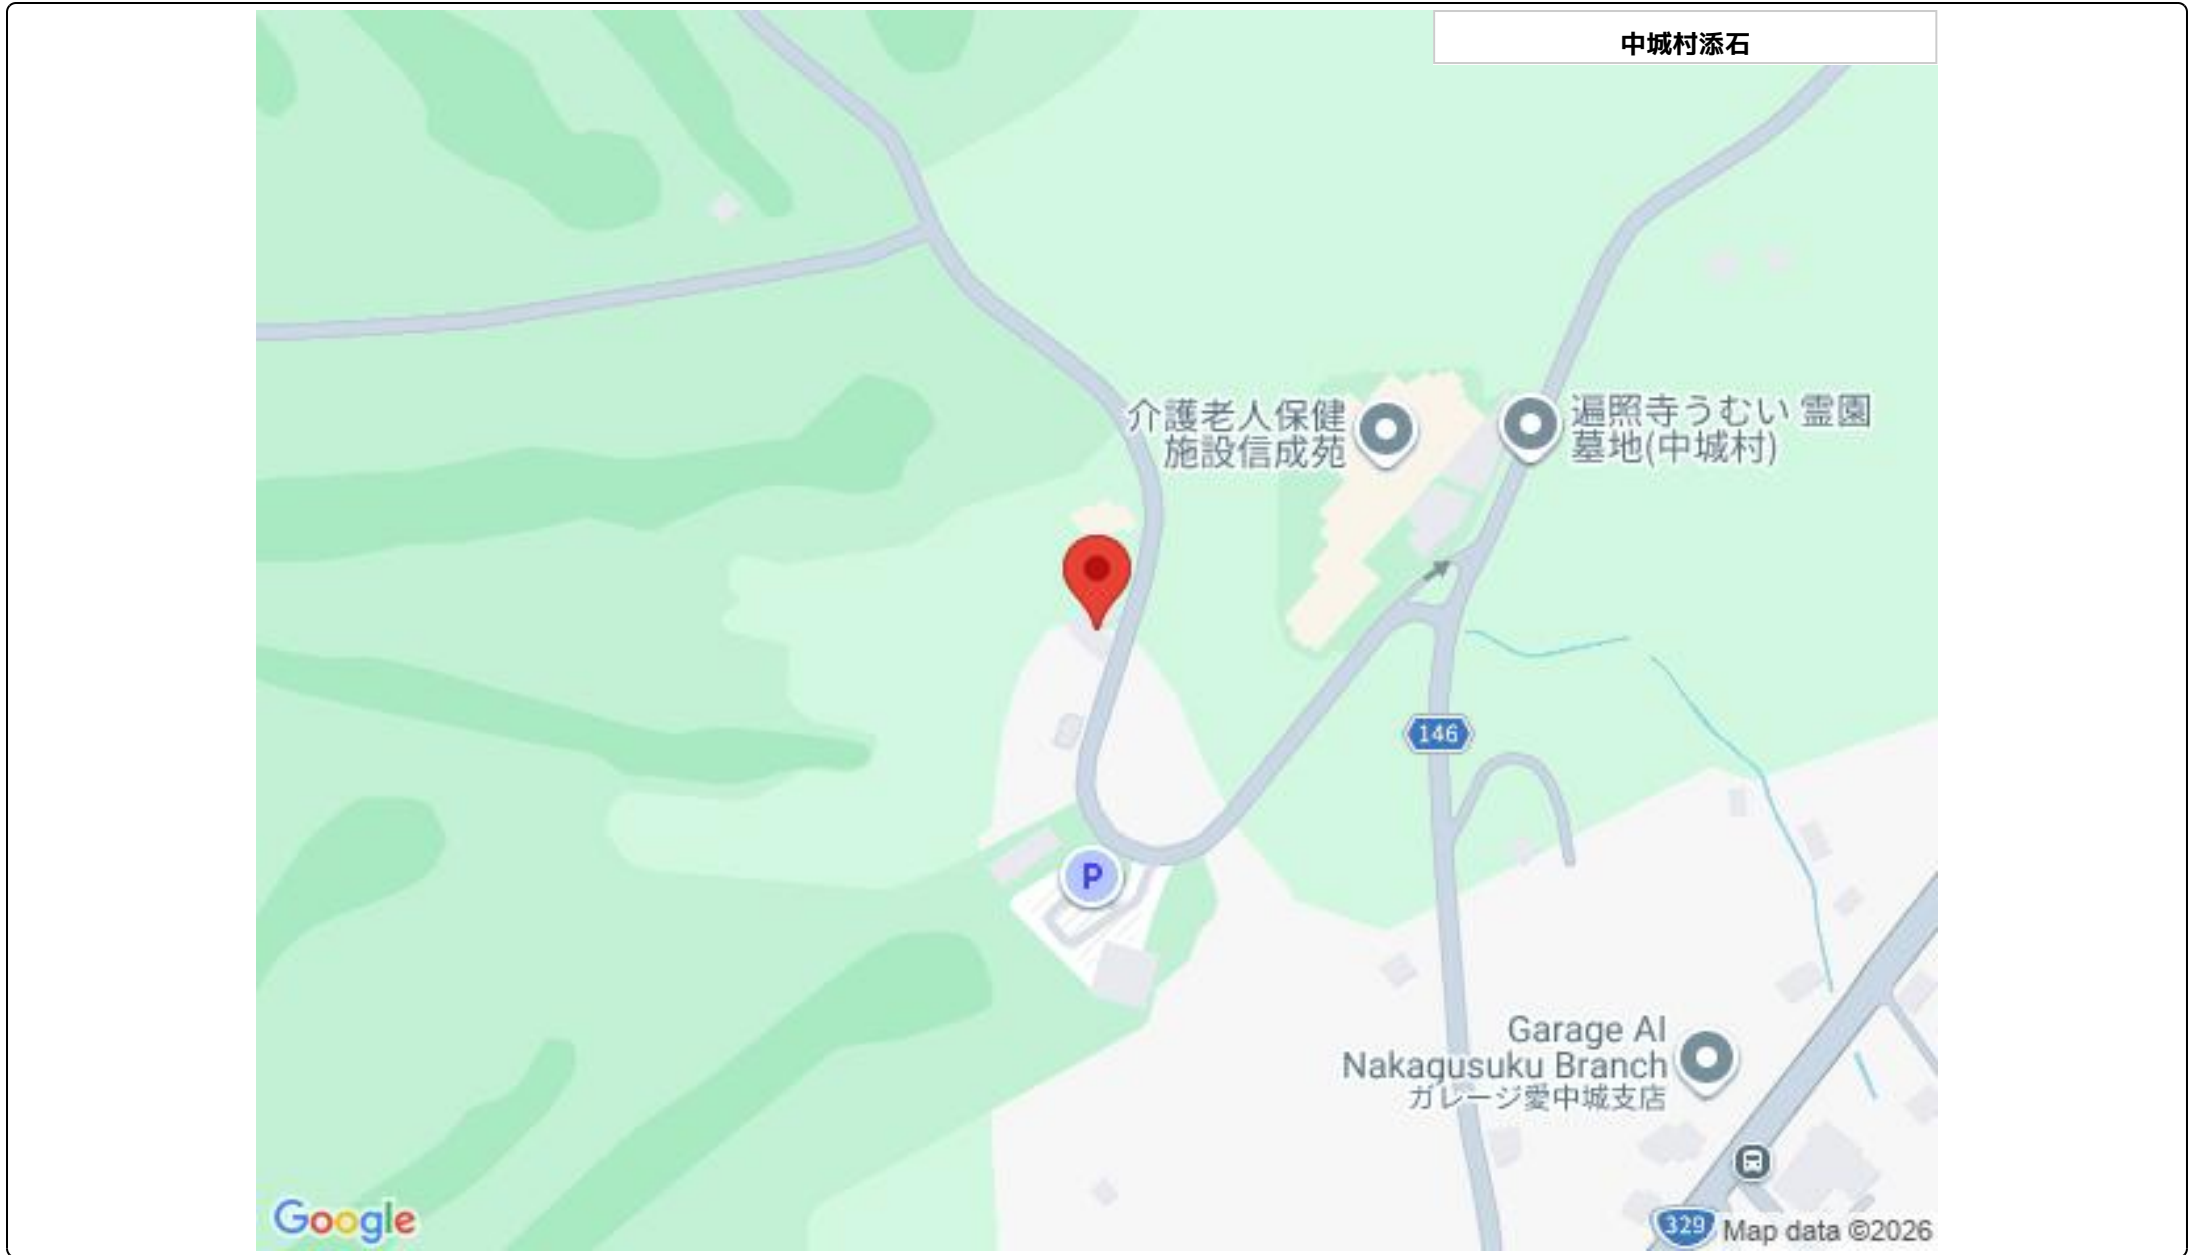 中城村添石
介護老人保健
施設信成苑
遍照寺うむい 霊園
墓地(中城村)
146
P
Garage AI
Nakagusuku Branch
ガレージ愛中城支店
329
Google
Map data ©2026